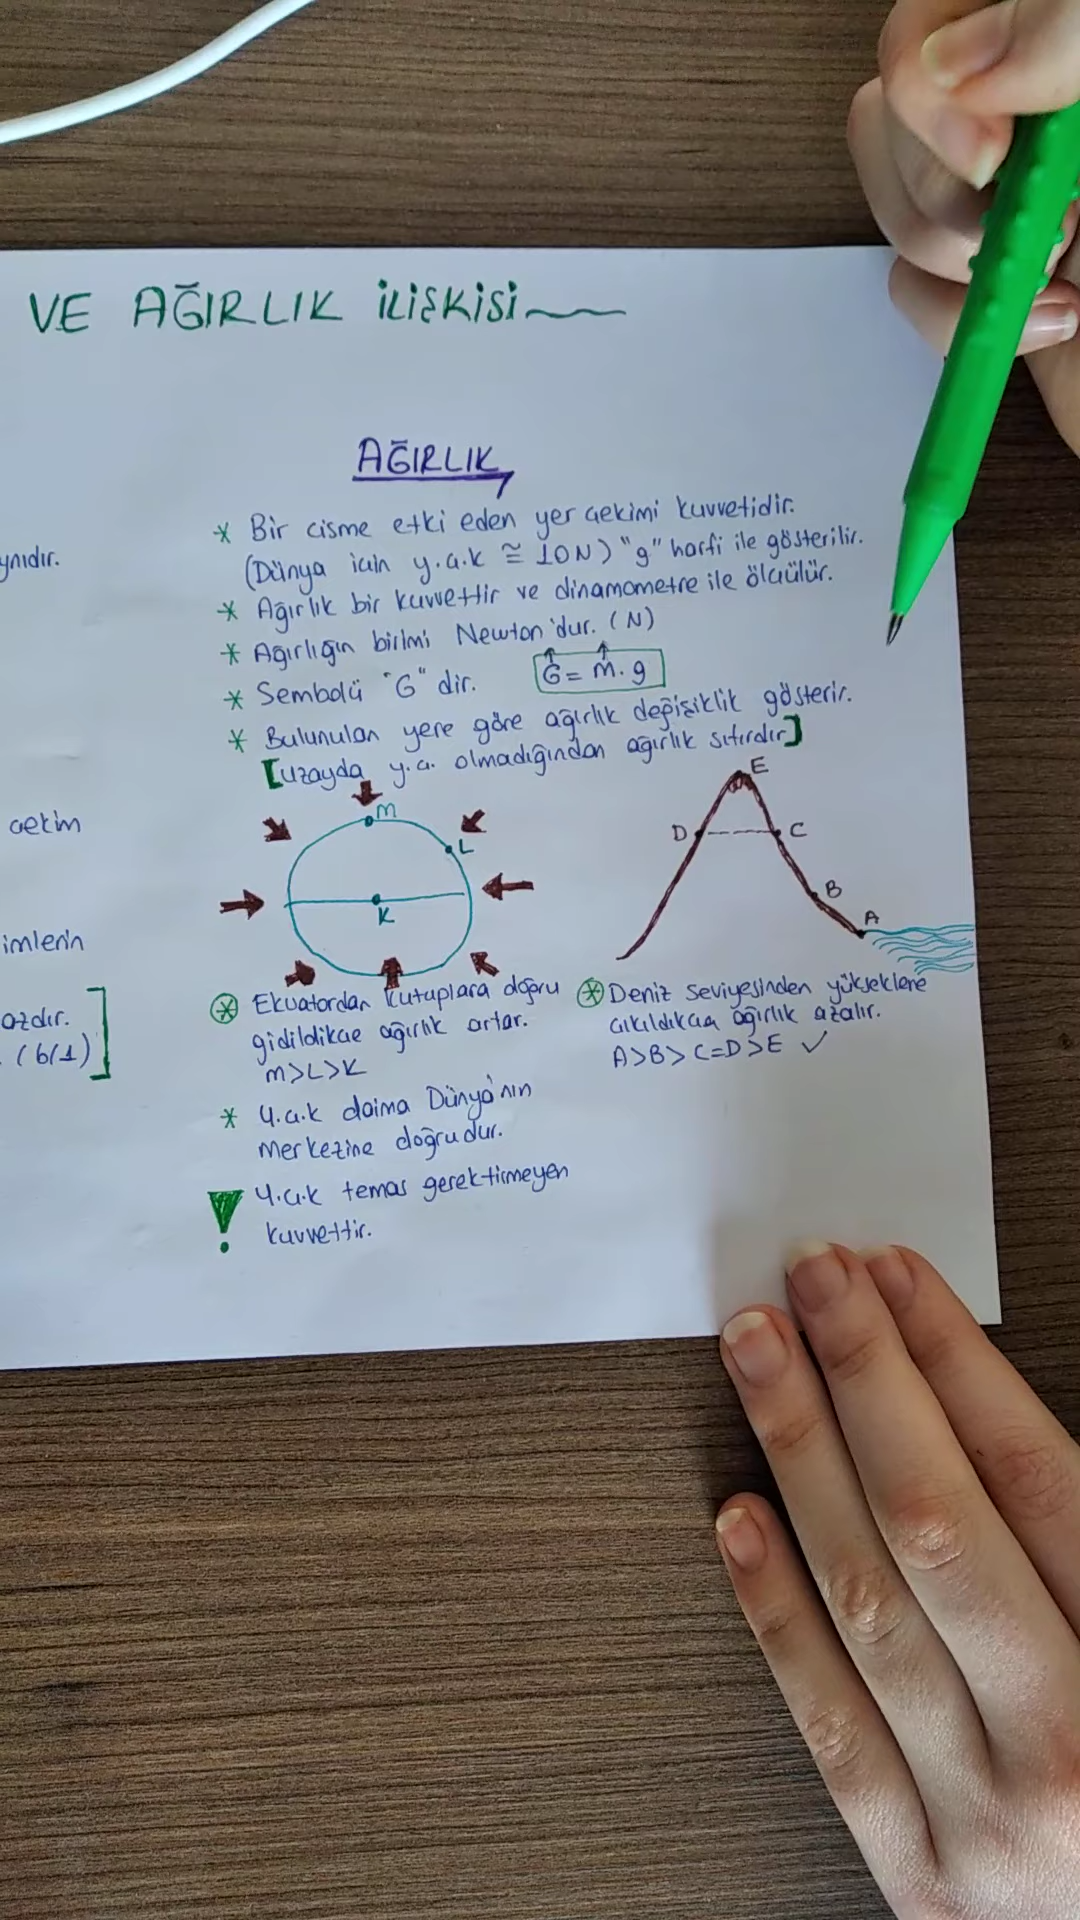 VE AĞIRLIK İLİŞKİSİ
AĞIRLIK
* Bir cisme etki eden yer çekimi kuvvetidir.
(Dünya için y.ç.k ≅ 10N) "g" harfi ile gösterilir.
* Ağırlık bir kuvvettir ve dinamometre ile ölçülür.
* Ağırlığın birimi Newton'dur. (N)
* Sembolü "G" dir.
G = m.g
* Bulunulan yere göre ağırlık değişiklik gösterir.
[Uzayda y.ç. olmadığından ağırlık sıfırdır]
ynıdır.
çekim
imlerin
azdır.
(6/1)
M
L
K
E
D
C
B
A
* Ekvatordan kutuplara doğru
gidildikçe ağırlık artar.
M>L>K
* Y.ç.k daima Dünya'nın
merkezine doğrudur.
! Y.ç.k temas gerektirmeyen
kuvvettir.
* Deniz seviyesinden yükseklere
çıkıldıkça ağırlık azalır.
A>B>C=D>E ✓